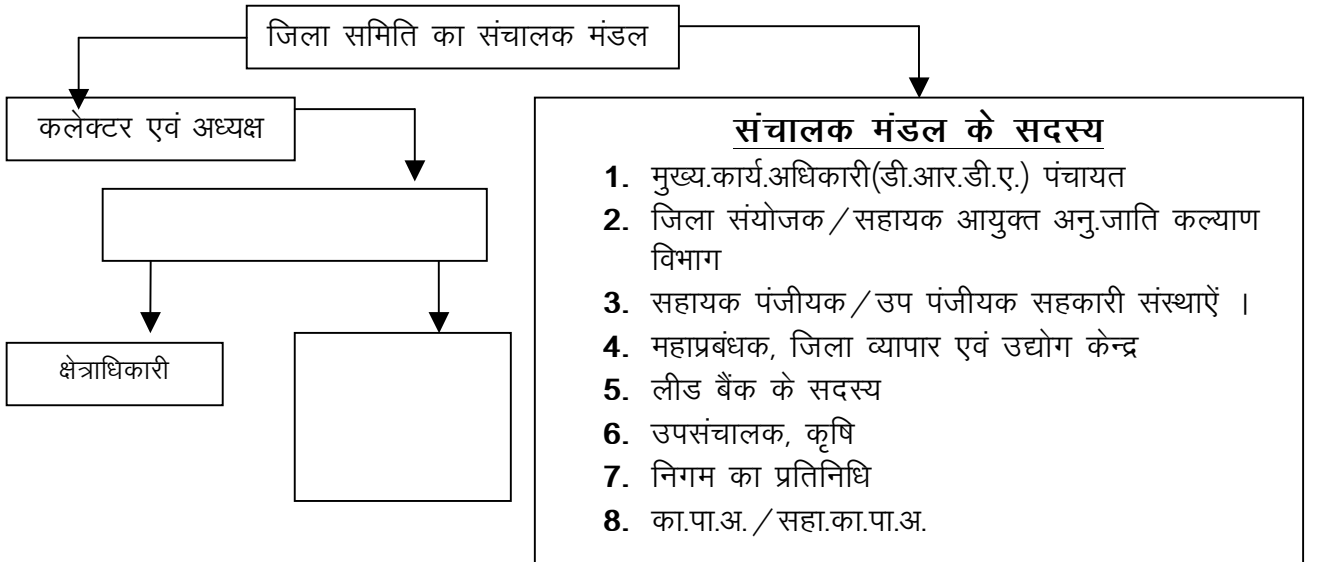 जिला समिति का संचालक मंडल
कलेक्टर एवं अध्यक्ष
क्षेत्राधिकारी
संचालक मंडल के सदस्य
1. मुख्य.कार्य.अधिकारी(डी.आर.डी.ए.) पंचायत
2. जिला संयोजक/सहायक आयुक्त अनु.जाति कल्याण
विभाग
3. सहायक पंजीयक/उप पंजीयक सहकारी संस्थाऐं ।
4. महाप्रबंधक, जिला व्यापार एवं उद्योग केन्द्र
5. लीड बैंक के सदस्य
6. उपसंचालक, कृषि
7. निगम का प्रतिनिधि
8. का.पा.अ./सहा.का.पा.अ.